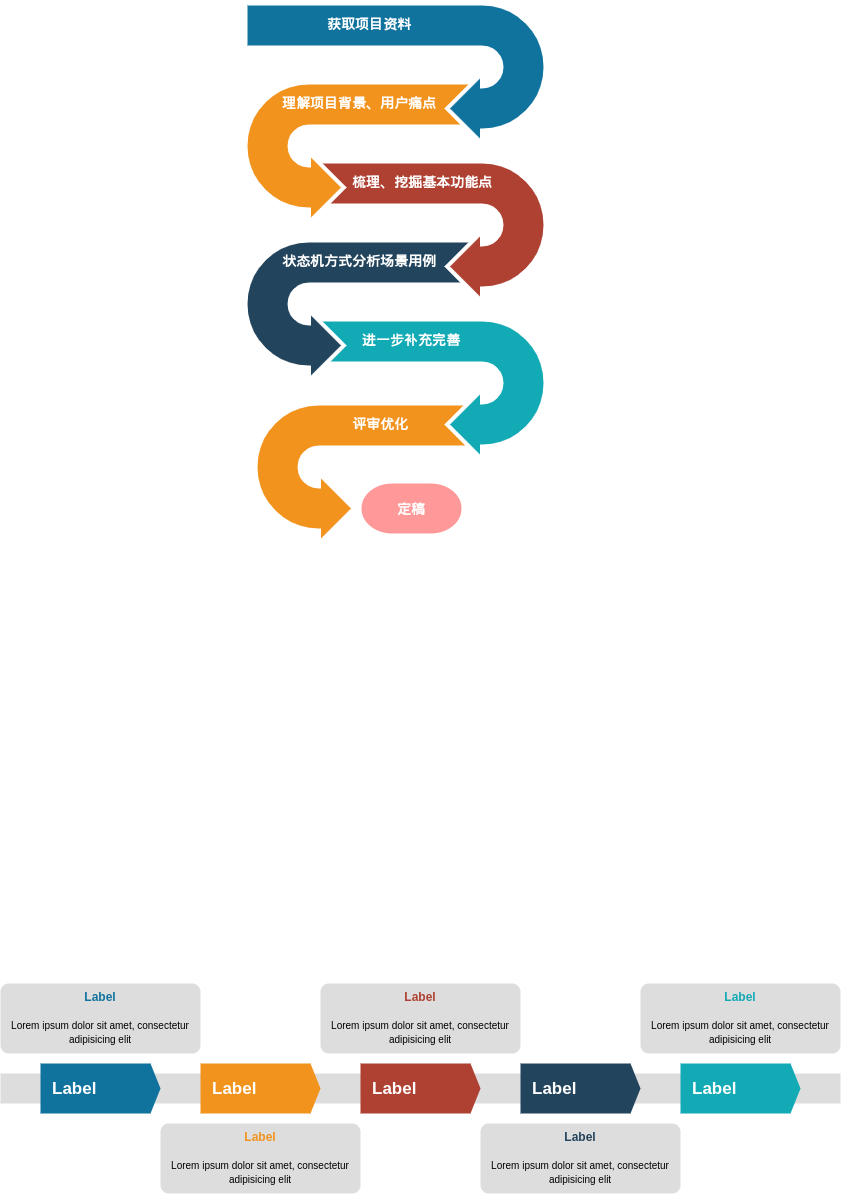 获取项目资料
理解项目背景、用户痛点
梳理、挖掘基本功能点
状态机方式分析场景用例
进一步补充完善
评审优化
定稿
Label
Lorem ipsum dolor sit amet, consectetur
adipisicing elit
Label
Lorem ipsum dolor sit amet, consectetur
adipisicing elit
Label
Lorem ipsum dolor sit amet, consectetur
adipisicing elit
Label
Label
Label
Label
Label
Label
Lorem ipsum dolor sit amet, consectetur
adipisicing elit
Label
Lorem ipsum dolor sit amet, consectetur
adipisicing elit